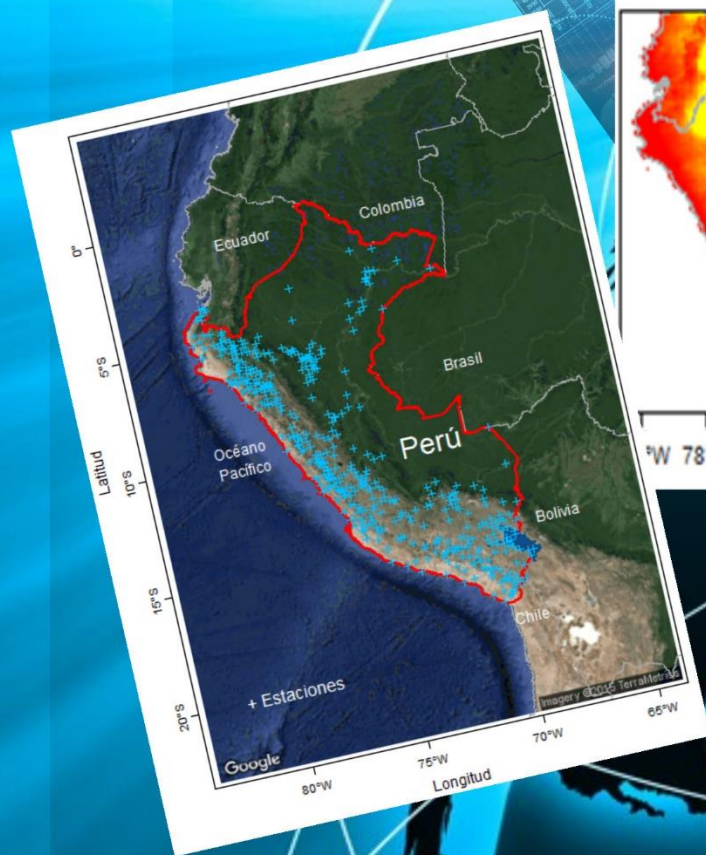 Colombia
Ecuador
Brasil
Perú
Océano
Pacífico
Bolivia
Chile
+ Estaciones
Google
Imagery ©2015 TerraMetrics
0°
5°S
10°S
15°S
20°S
Latitud
80°W
75°W
70°W
65°W
Longitud
°W 78